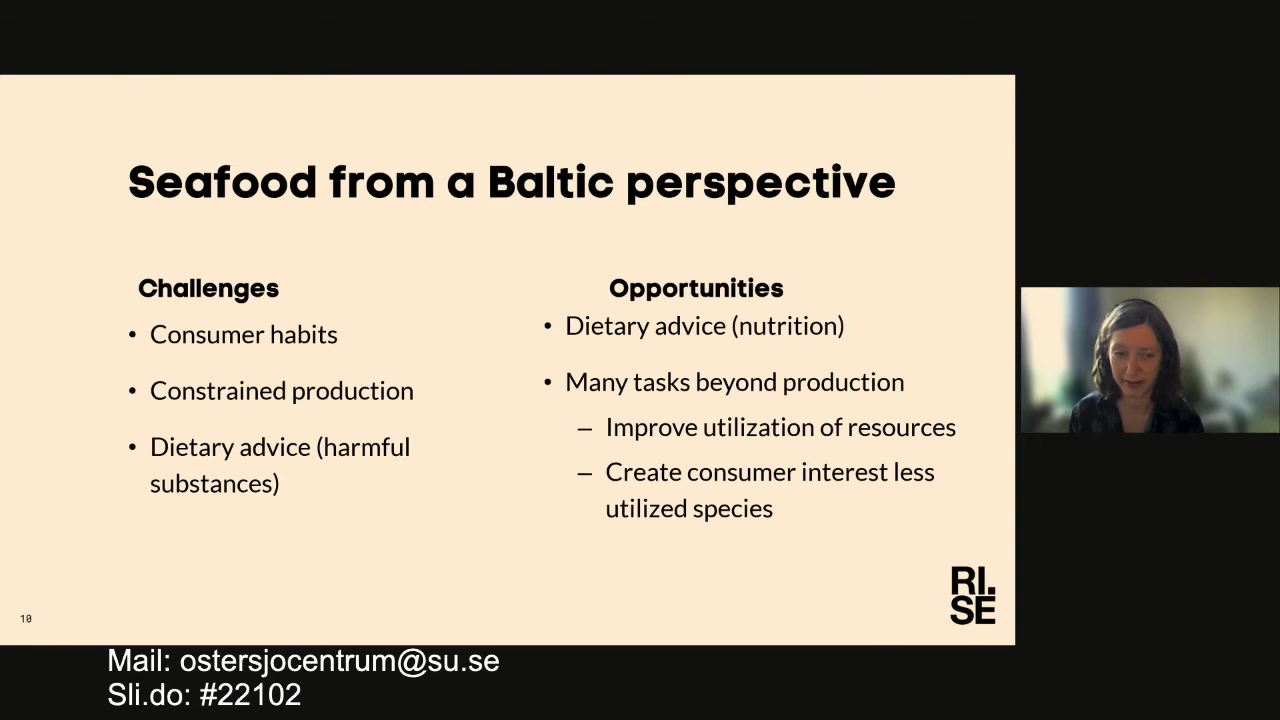 Seafood from a Baltic perspective
Challenges
• Consumer habits
• Constrained production
• Dietary advice (harmful
substances)
Opportunities
• Dietary advice (nutrition)
• Many tasks beyond production
– Improve utilization of resources
– Create consumer interest less
utilized species
RI.
SE
10
Mail: ostersjocentrum@su.se
Sli.do: #22102